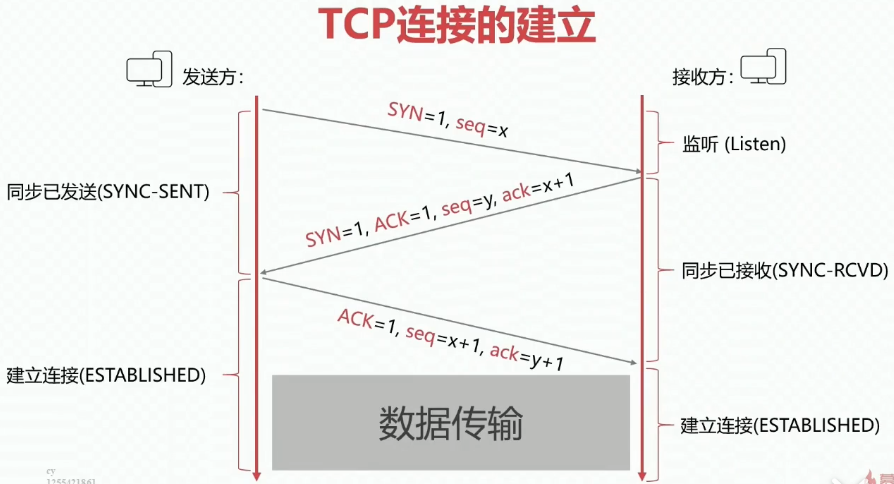 TCP连接的建立
发送方：
接收方：
SYN=1, seq=x
监听 (Listen)
同步已发送(SYNC-SENT)
SYN=1, ACK=1, seq=y, ack=x+1
同步已接收(SYNC-RCVD)
ACK=1, seq=x+1, ack=y+1
建立连接(ESTABLISHED)
数据传输
建立连接(ESTABLISHED)
cy
1255421861